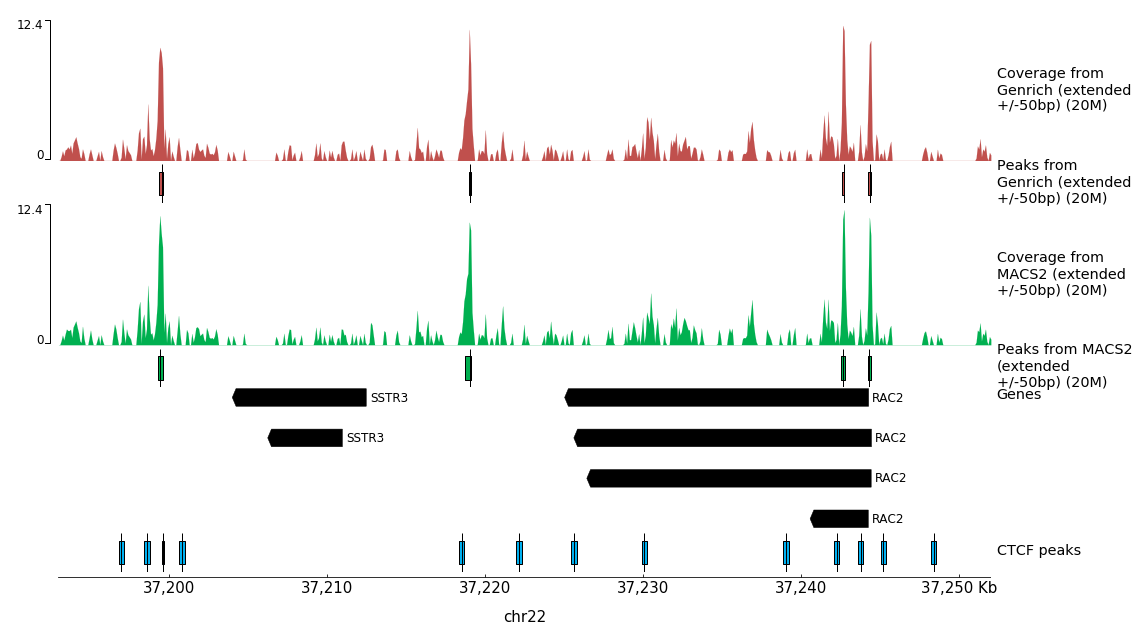 12.4
0
Coverage from
Genrich (extended
+/-50bp) (20M)
Peaks from
Genrich (extended
+/-50bp) (20M)
12.4
0
Coverage from
MACS2 (extended
+/-50bp) (20M)
Peaks from MACS2
(extended
+/-50bp) (20M)
Genes
SSTR3
RAC2
SSTR3
RAC2
RAC2
RAC2
CTCF peaks
37,200 37,210 37,220 37,230 37,240 37,250 Kb
chr22